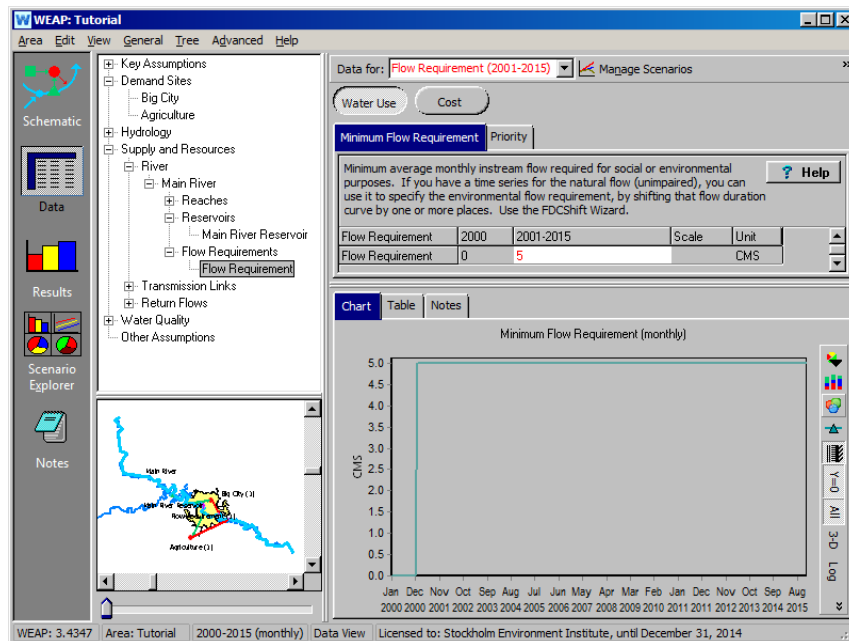 WEAP: Tutorial
Area Edit View General Tree Advanced Help
Schematic
Data
Results
Scenario
Explorer
Notes
Key Assumptions
Demand Sites
Big City
Agriculture
Hydrology
Supply and Resources
River
Main River
Reaches
Reservoirs
Main River Reservoir
Flow Requirements
Flow Requirement
Transmission Links
Return Flows
Water Quality
Other Assumptions
Main River
Big City (1)
Main River Reservoir
Flow Requirement
Agriculture (1)
Data for: Flow Requirement (2001-2015) Manage Scenarios »
Water Use Cost
Minimum Flow Requirement Priority
Minimum average monthly instream flow required for social or environmental
purposes. If you have a time series for the natural flow (unimpaired), you can
use it to specify the environmental flow requirement, by shifting that flow duration
curve by one or more places. Use the FDCShift Wizard.
? Help
Flow Requirement 2000 2001-2015 Scale Unit
Flow Requirement 0 5 CMS
Chart Table Notes
Minimum Flow Requirement (monthly)
CMS
5.0
4.5
4.0
3.5
3.0
2.5
2.0
1.5
1.0
0.5
0.0
Jan Dec Nov Oct Sep Aug Jul Jun May Apr Mar Feb Jan Dec Nov Oct Sep Aug
2000 2000 2001 2002 2003 2004 2005 2006 2007 2008 2009 2010 2011 2011 2012 2013 2014 2015
Y=0
All
3-D
Log
WEAP: 3.4347 Area: Tutorial 2000-2015 (monthly) Data View Licensed to: Stockholm Environment Institute, until December 31, 2014